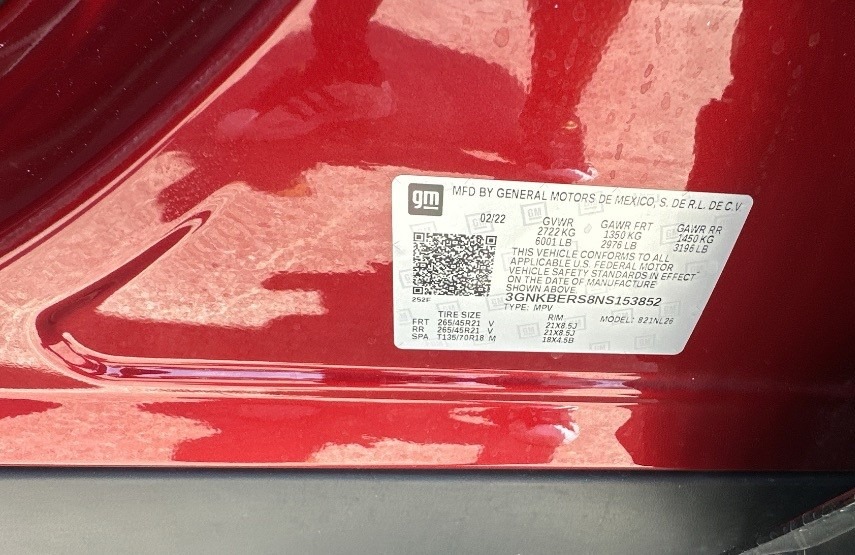 gm MFD BY GENERAL MOTORS DE MEXICO, S. DE R.L. DE C.V.
02/22 GVWR GAWR FRT GAWR RR
2722 KG 1350 KG 1450 KG
6001 LB 2976 LB 3196 LB
THIS VEHICLE CONFORMS TO ALL
APPLICABLE U.S. FEDERAL MOTOR
VEHICLE SAFETY STANDARDS IN EFFECT
ON THE DATE OF MANUFACTURE
SHOWN ABOVE.
252F 3GNKBERS8NS153852
TYPE: MPV MODEL: 821NL26
TIRE SIZE RIM
FRT 265/45R21 V 21X8.5J
RR 265/45R21 V 21X8.5J
SPA T135/70R18 M 18X4.5B